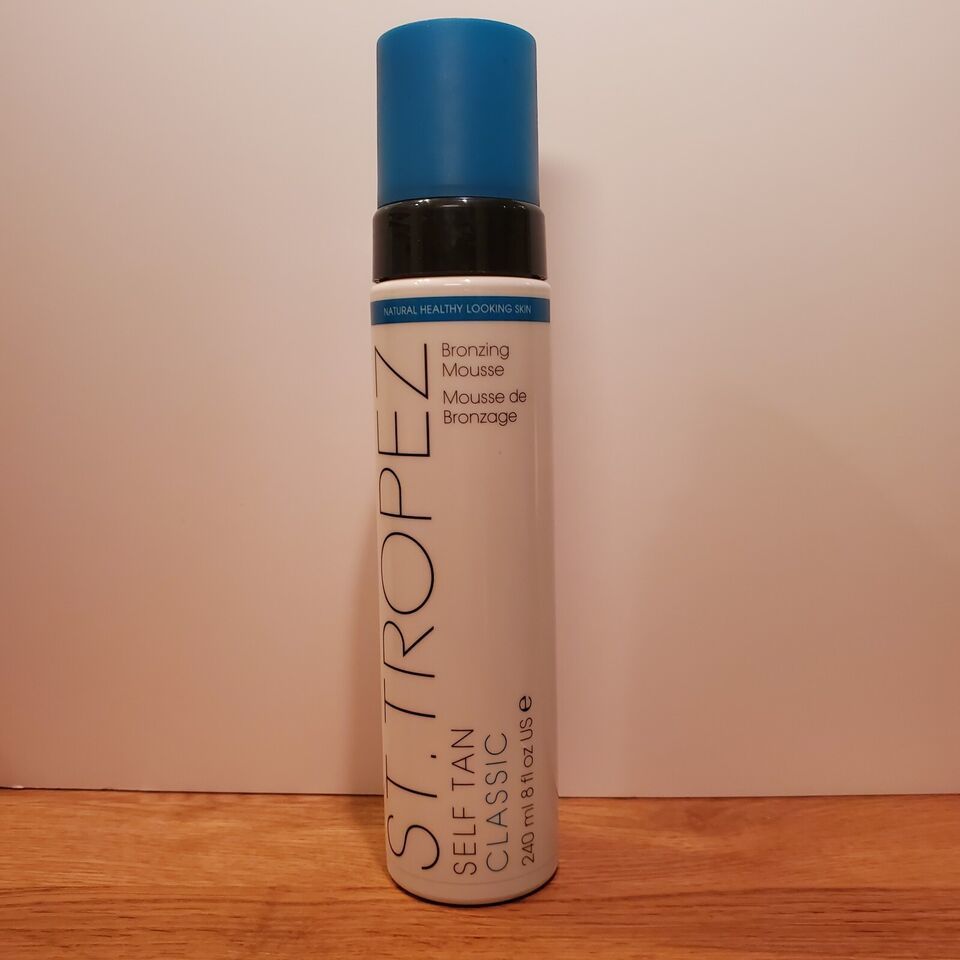 NATURAL HEALTHY LOOKING SKIN
Bronzing
Mousse
Mousse de
Bronzage
ST.TROPEZ
SELF TAN
CLASSIC
240 ml 8 fl oz US e